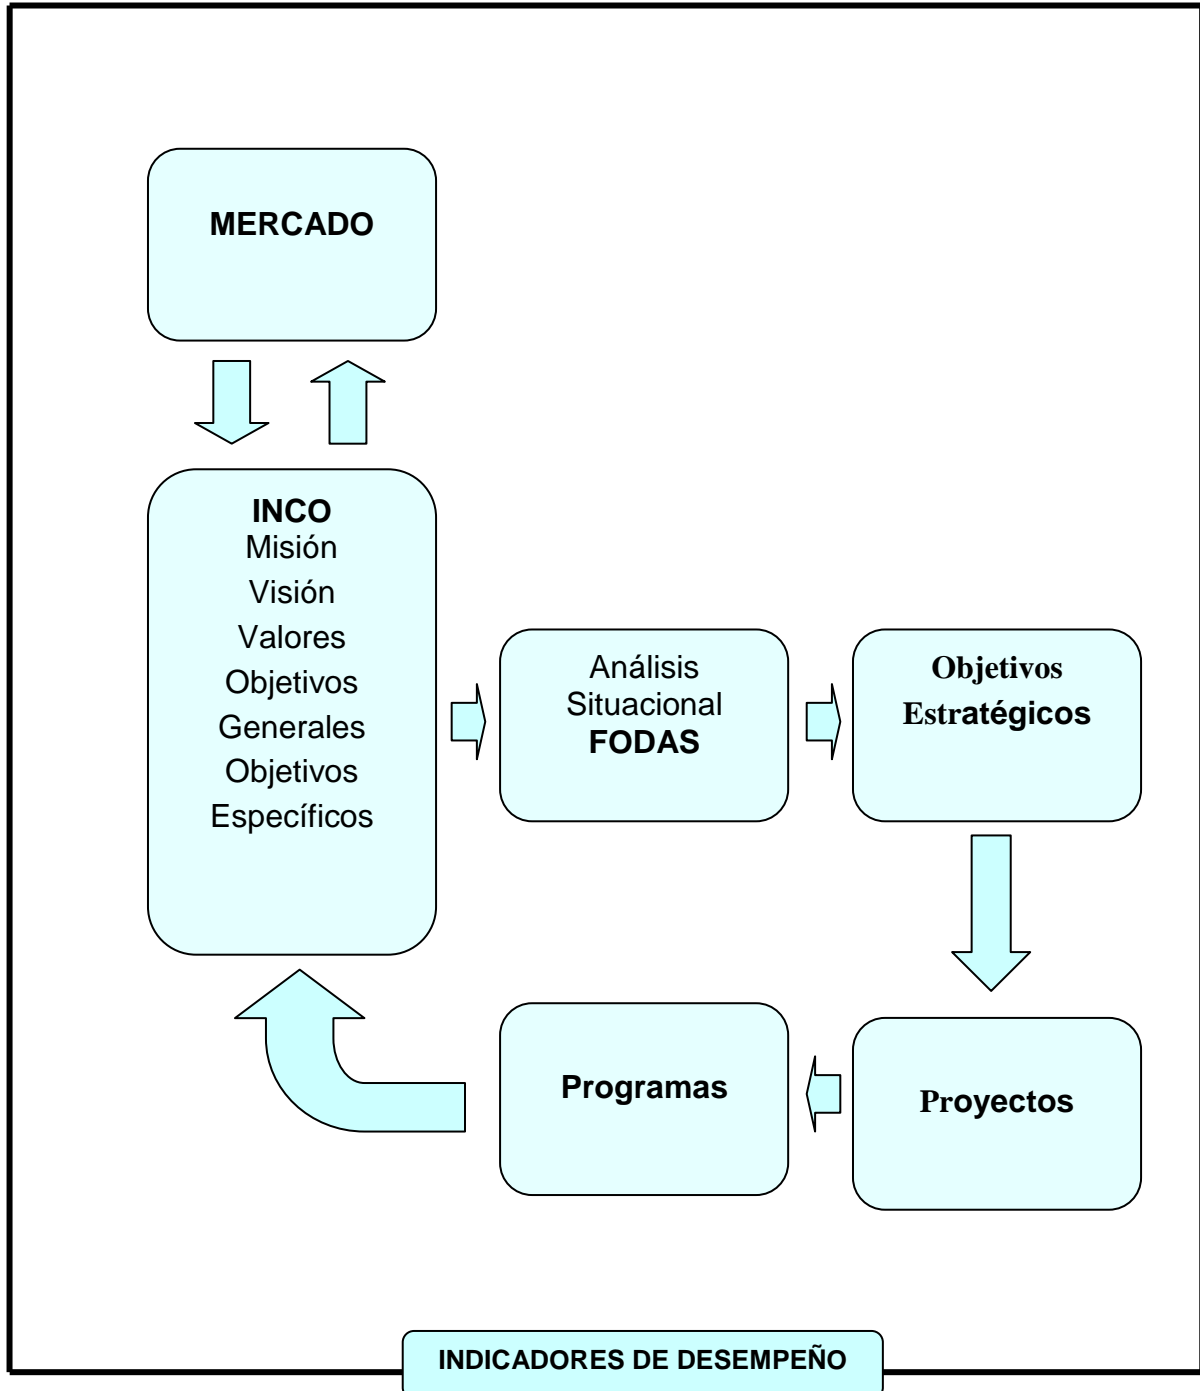 MERCADO
INCO
Misión
Visión
Valores
Objetivos
Generales
Objetivos
Específicos
Análisis
Situacional
FODAS
Objetivos
Estratégicos
Programas
Proyectos
INDICADORES DE DESEMPEÑO